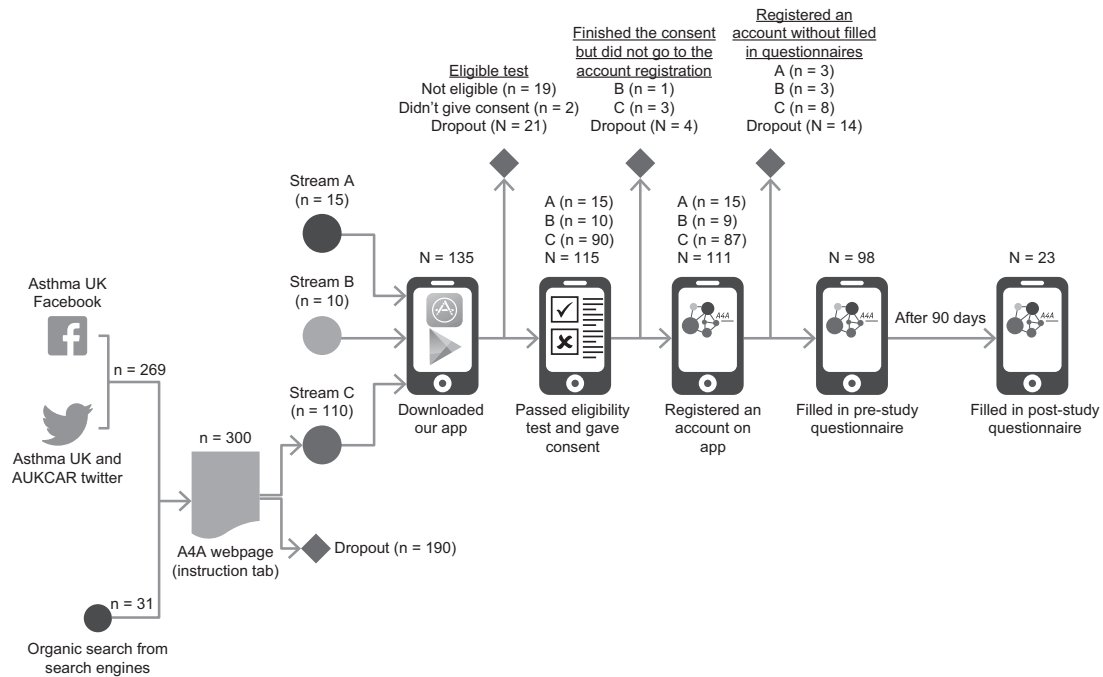 Registered an
account without filled
in questionnaires
A (n = 3)
B (n = 3)
C (n = 8)
Dropout (N = 14)
Finished the consent
but did not go to the
account registration
B (n = 1)
C (n = 3)
Dropout (N = 4)
Eligible test
Not eligible (n = 19)
Didn’t give consent (n = 2)
Dropout (N = 21)
Stream A
(n = 15)
Stream B
(n = 10)
Stream C
(n = 110)
N = 135
Downloaded
our app
A (n = 15)
B (n = 10)
C (n = 90)
N = 115
Passed eligibility
test and gave
consent
A (n = 15)
B (n = 9)
C (n = 87)
N = 111
A4A
Registered an
account on
app
N = 98
A4A
Filled in pre-study
questionnaire
After 90 days
N = 23
A4A
Filled in post-study
questionnaire
Asthma UK
Facebook
n = 269
Asthma UK and
AUKCAR twitter
n = 300
A4A webpage
(instruction tab)
Dropout (n = 190)
n = 31
Organic search from
search engines